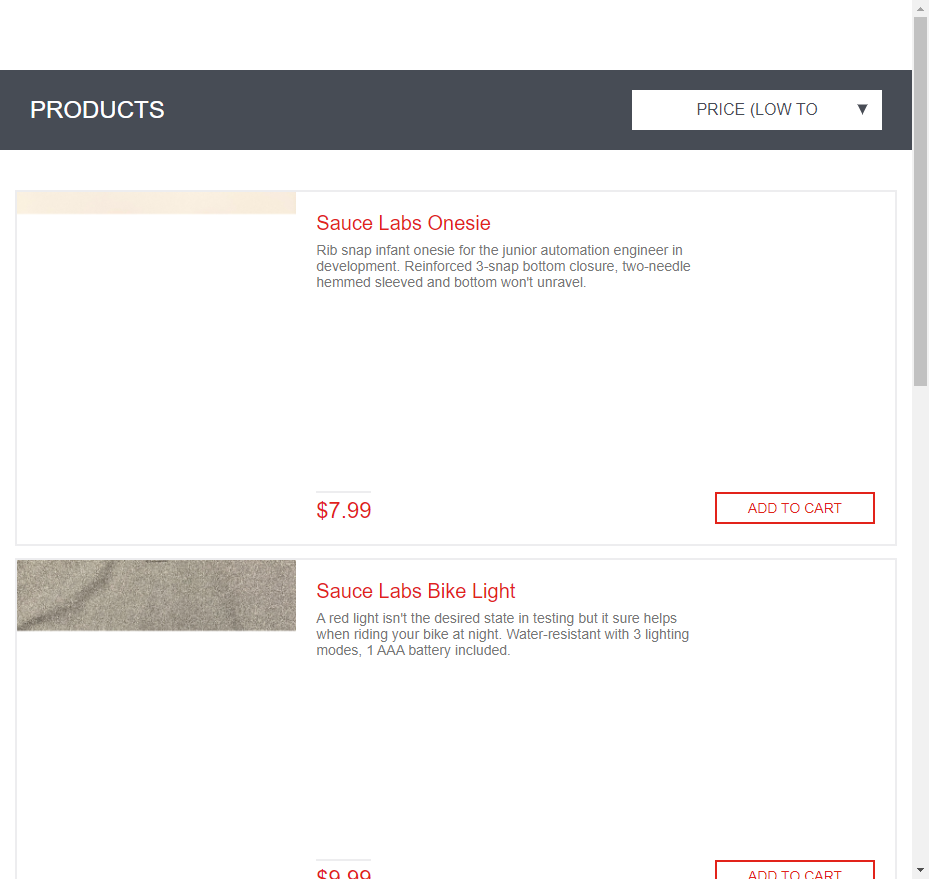 PRODUCTS
PRICE (LOW TO
Sauce Labs Onesie
Rib snap infant onesie for the junior automation engineer in
development. Reinforced 3-snap bottom closure, two-needle
hemmed sleeved and bottom won't unravel.
$7.99
ADD TO CART
Sauce Labs Bike Light
A red light isn't the desired state in testing but it sure helps
when riding your bike at night. Water-resistant with 3 lighting
modes, 1 AAA battery included.
$9.99
ADD TO CART